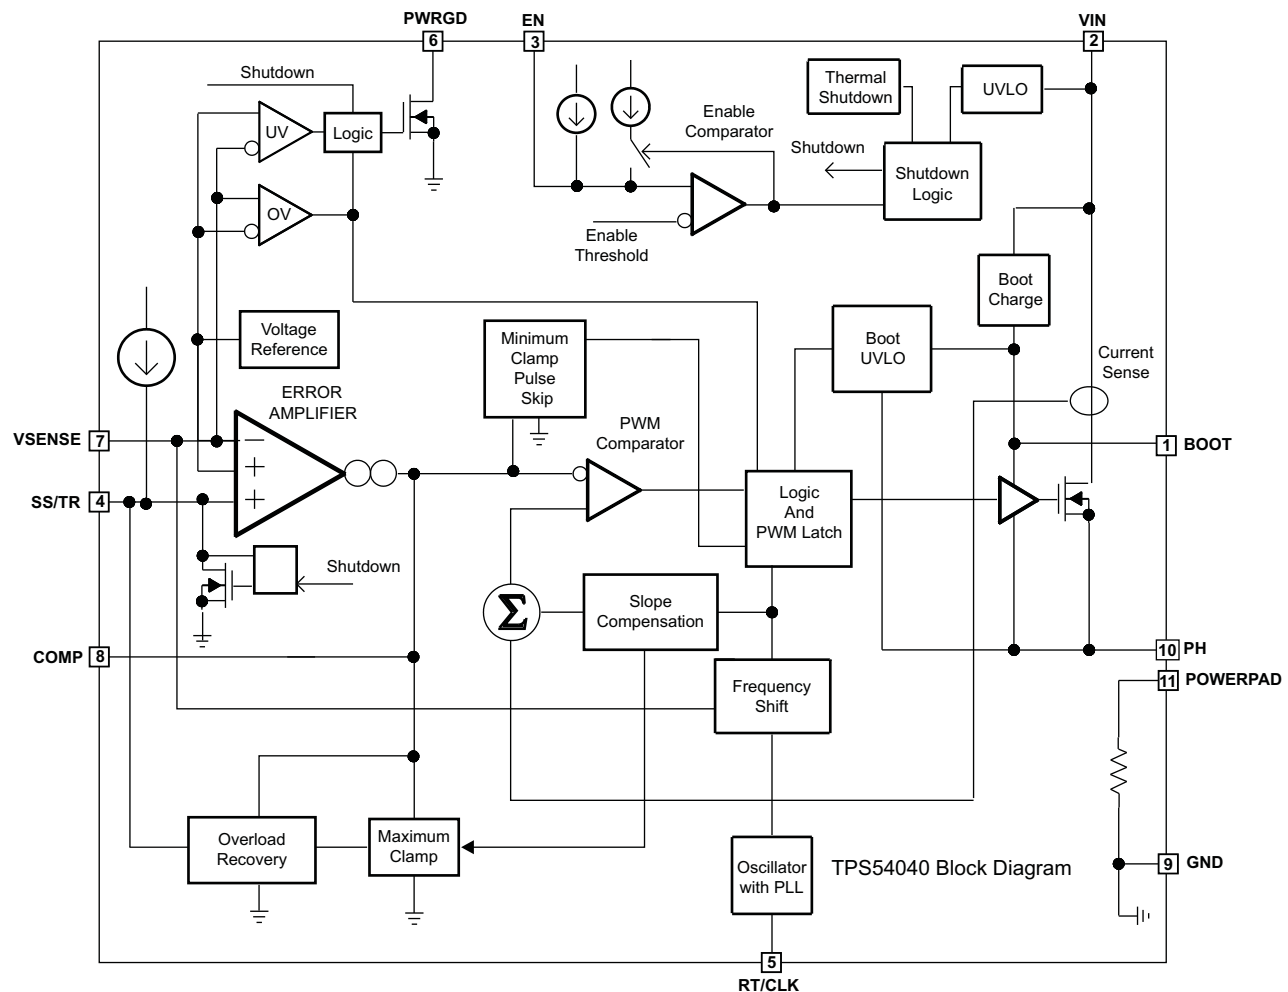 PWRGD
EN
VIN
6
3
2
Shutdown
Thermal
Shutdown
UVLO
UV
Logic
Enable
Comparator
Shutdown
Shutdown
Logic
OV
Enable
Threshold
Boot
Charge
Voltage
Reference
Minimum
Clamp
Pulse
Skip
Boot
UVLO
Current
Sense
ERROR
AMPLIFIER
PWM
Comparator
VSENSE
7
−
+
+
1
BOOT
SS/TR
4
Logic
And
PWM Latch
Shutdown
Σ
Slope
Compensation
COMP
8
10
PH
11
POWERPAD
Frequency
Shift
Overload
Recovery
Maximum
Clamp
Oscillator
with PLL
TPS54040 Block Diagram
9
GND
5
RT/CLK